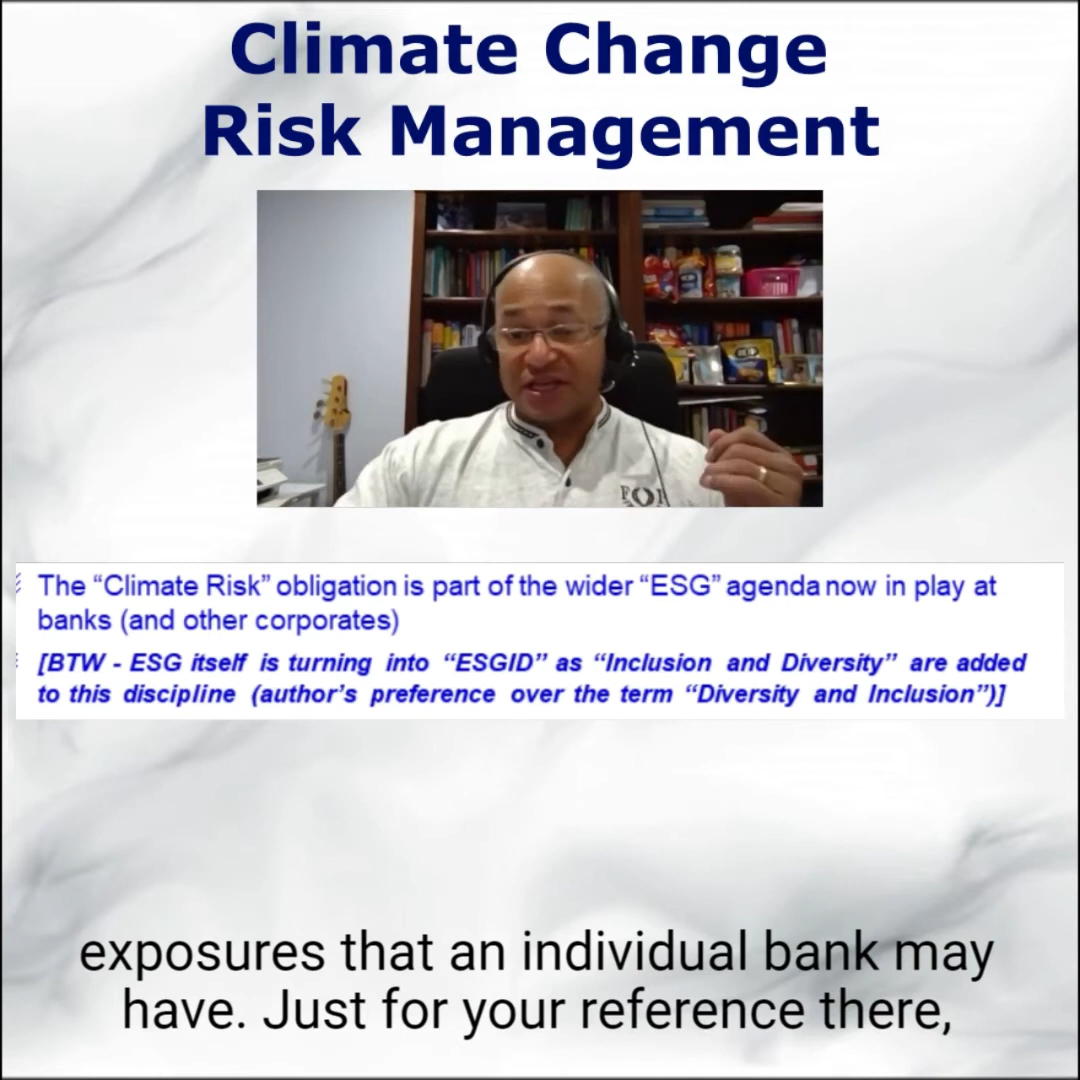 Climate Change
Risk Management
The “Climate Risk” obligation is part of the wider “ESG” agenda now in play at
banks (and other corporates)
[BTW - ESG itself is turning into “ESGID” as “Inclusion and Diversity” are added
to this discipline (author’s preference over the term “Diversity and Inclusion”)]
exposures that an individual bank may
have. Just for your reference there,